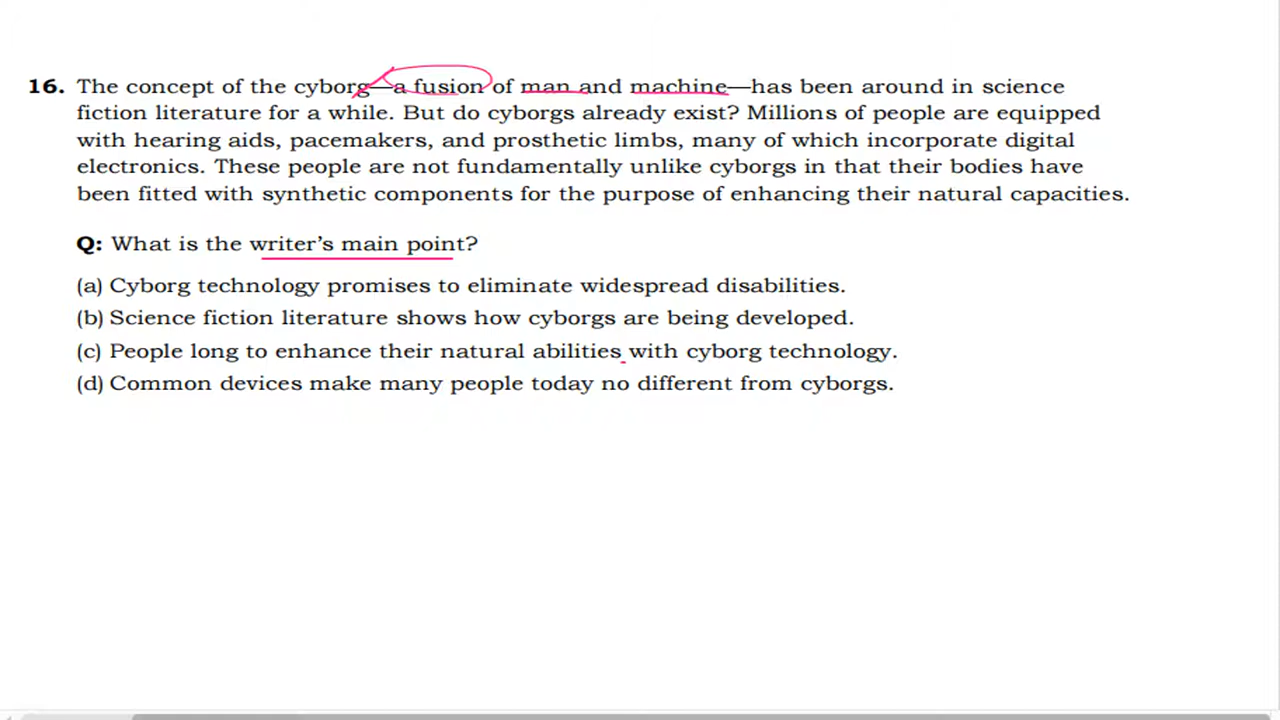 16. The concept of the cyborg—a fusion of man and machine—has been around in science
fiction literature for a while. But do cyborgs already exist? Millions of people are equipped
with hearing aids, pacemakers, and prosthetic limbs, many of which incorporate digital
electronics. These people are not fundamentally unlike cyborgs in that their bodies have
been fitted with synthetic components for the purpose of enhancing their natural capacities.
Q: What is the writer's main point?
(a) Cyborg technology promises to eliminate widespread disabilities.
(b) Science fiction literature shows how cyborgs are being developed.
(c) People long to enhance their natural abilities with cyborg technology.
(d) Common devices make many people today no different from cyborgs.